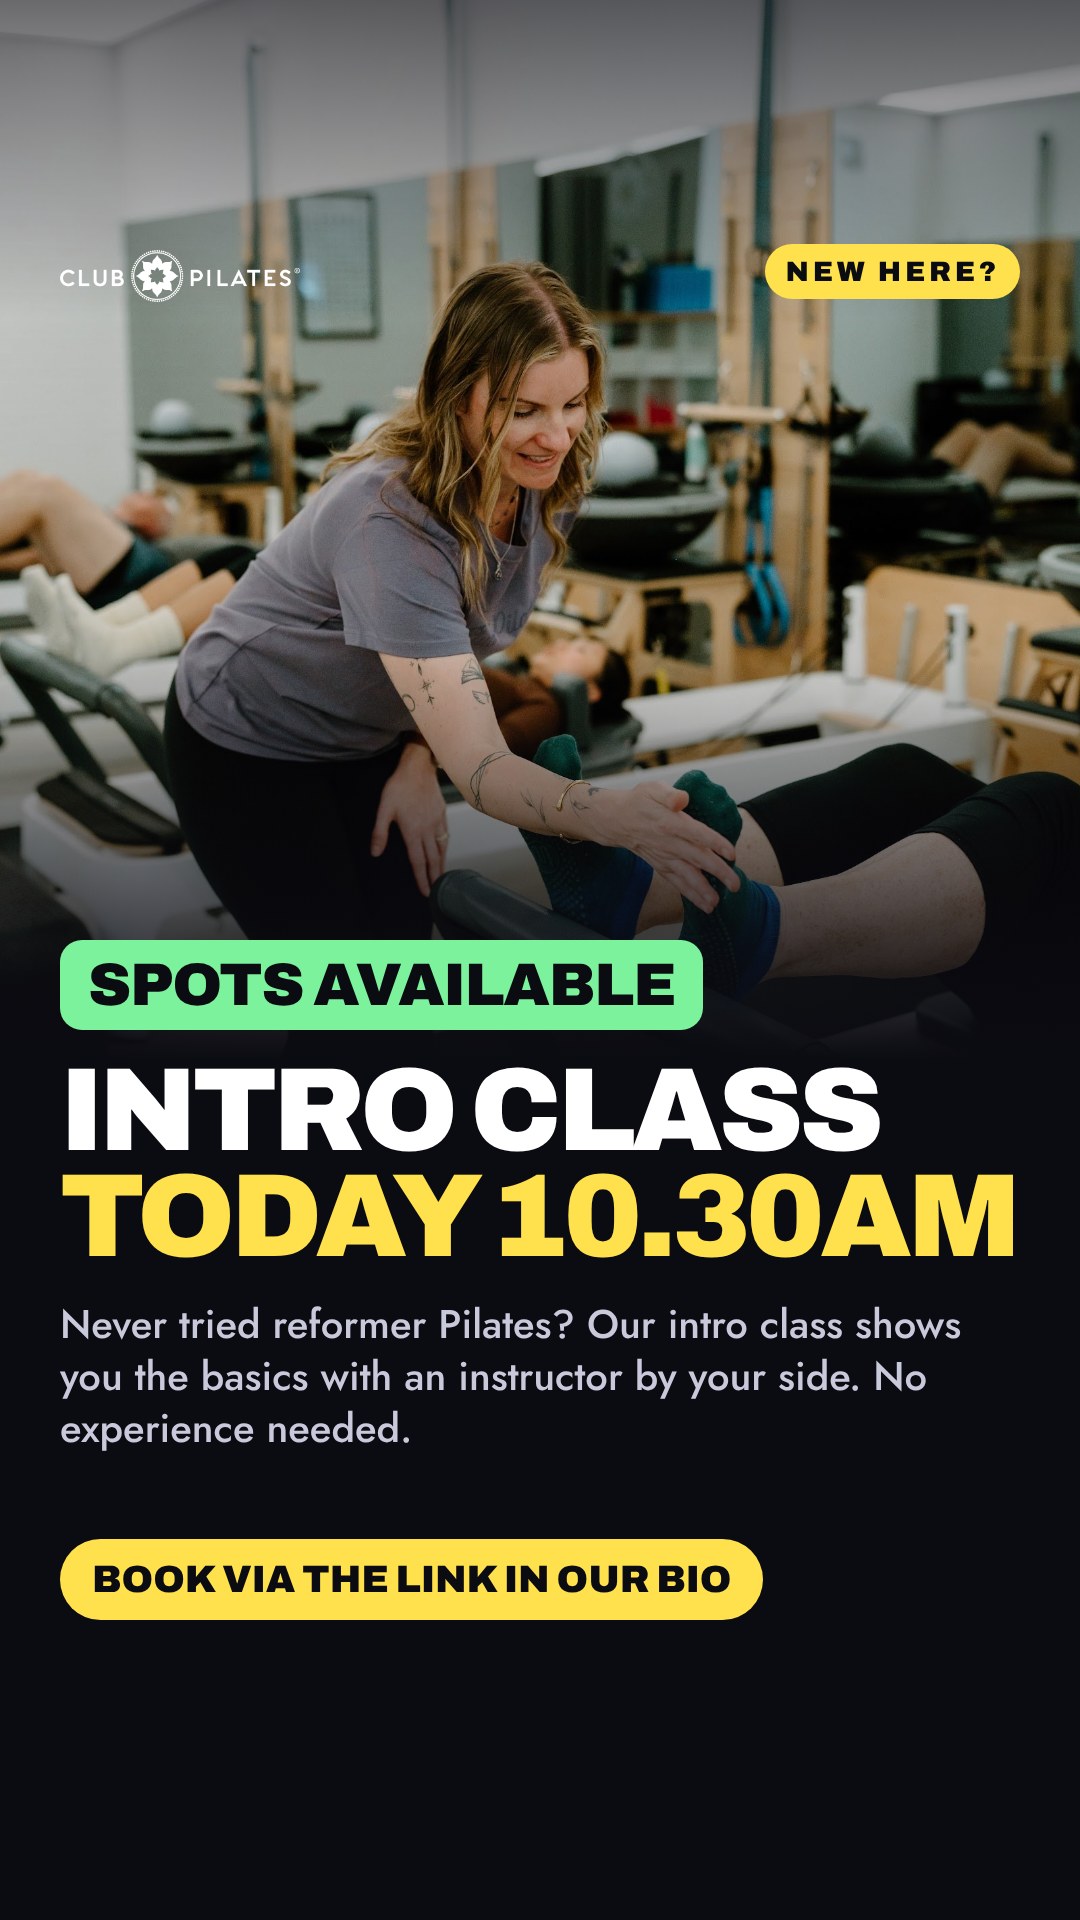 CLUB PILATES®
NEW HERE?
SPOTS AVAILABLE
INTRO CLASS
TODAY 10.30AM
Never tried reformer Pilates? Our intro class shows
you the basics with an instructor by your side. No
experience needed.
BOOK VIA THE LINK IN OUR BIO